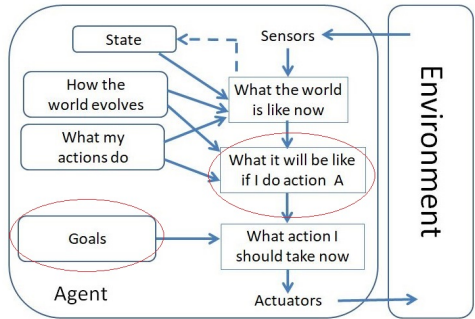 State
Sensors
How the
world evolves
What the world
is like now
What my
actions do
What it will be like
if I do action A
Goals
What action I
should take now
Agent
Actuators
Environment